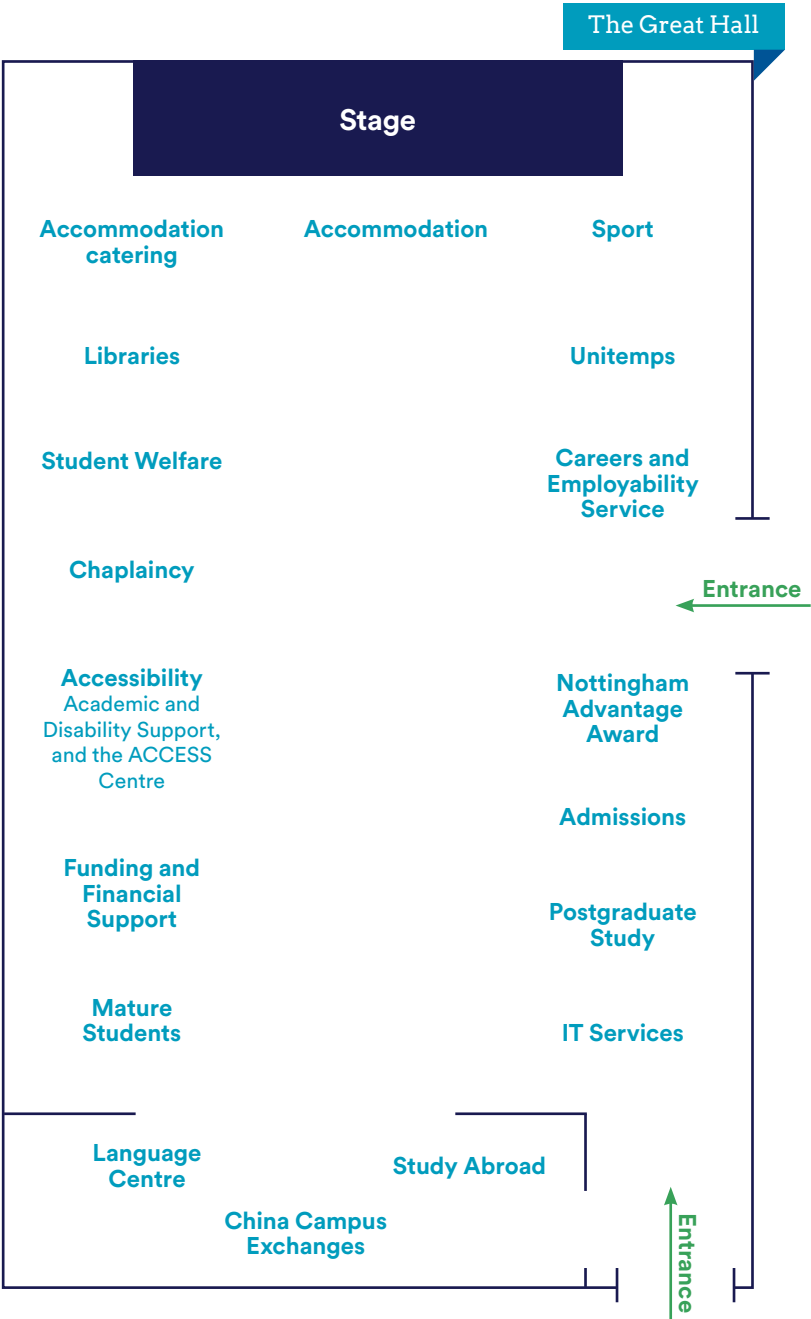 The Great Hall
Stage
Accommodation
catering
Accommodation
Sport
Libraries
Unitemps
Student Welfare
Careers and
Employability
Service
Chaplaincy
Entrance
Accessibility
Academic and
Disability Support,
and the ACCESS
Centre
Nottingham
Advantage
Award
Admissions
Funding and
Financial
Support
Postgraduate
Study
Mature
Students
IT Services
Language
Centre
Study Abroad
China Campus
Exchanges
Entrance